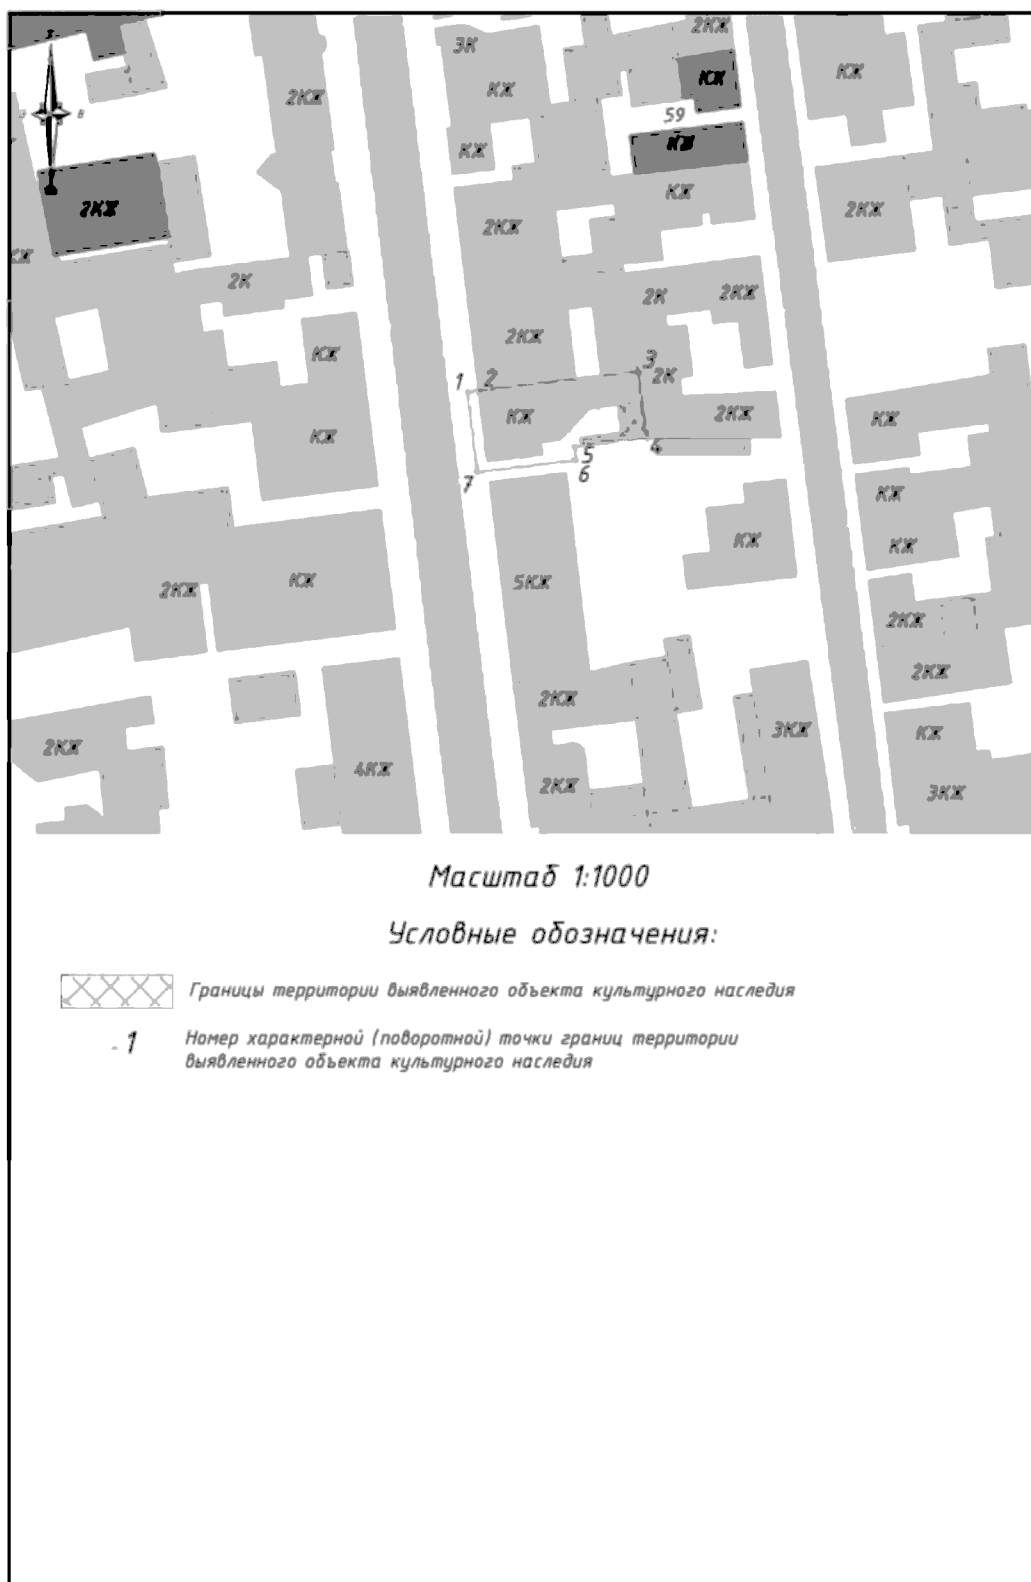 2КЖ
3К
КЖ
КЖ
КЖ
2КЖ
59
КЖ
КЖ
КЖ
2КЖ
2КЖ
2КЖ
КЖ
В
2К
2К
2КЖ
2КЖ
КЖ
3
1
2
2К
КЖ
2КЖ
КЖ
КЖ
4
5
6
7
КЖ
КЖ
КЖ
5КЖ
КЖ
2КЖ
2КЖ
2КЖ
2КЖ
3КЖ
КЖ
2КЖ
4КЖ
2КЖ
3КЖ
Масштаб 1:1000
Условные обозначения:
Границы территории выявленного объекта культурного наследия
1
Номер характерной (поворотной) точки границ территории
выявленного объекта культурного наследия